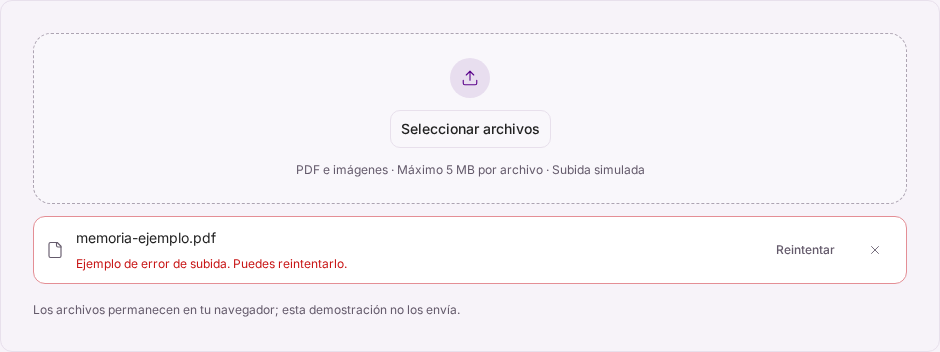 Seleccionar archivos
PDF e imágenes · Máximo 5 MB por archivo · Subida simulada
memoria-ejemplo.pdf
Ejemplo de error de subida. Puedes reintentarlo.
Reintentar
Los archivos permanecen en tu navegador; esta demostración no los envía.